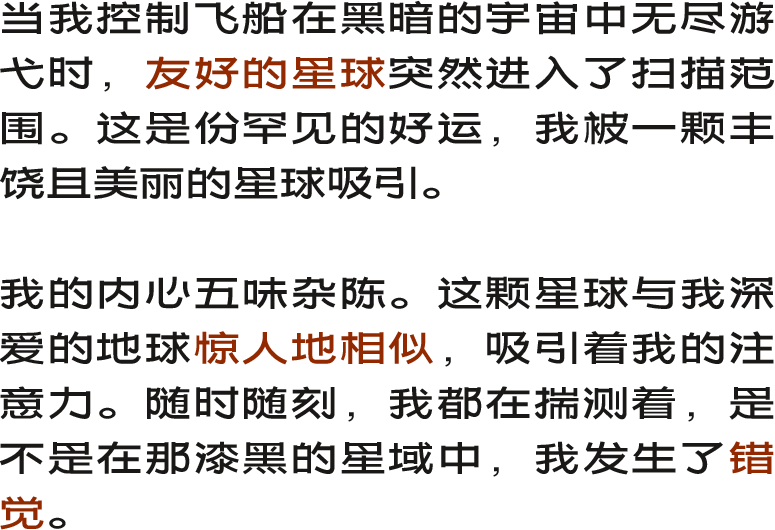 当我控制飞船在黑暗的宇宙中无尽游
弋时，友好的星球突然进入了扫描范
围。这是份罕见的好运，我被一颗丰
饶且美丽的星球吸引。
我的内心五味杂陈。这颗星球与我深
爱的地球惊人地相似，吸引着我的注
意力。随时随刻，我都在揣测着，是
不是在那漆黑的星域中，我发生了错
觉。